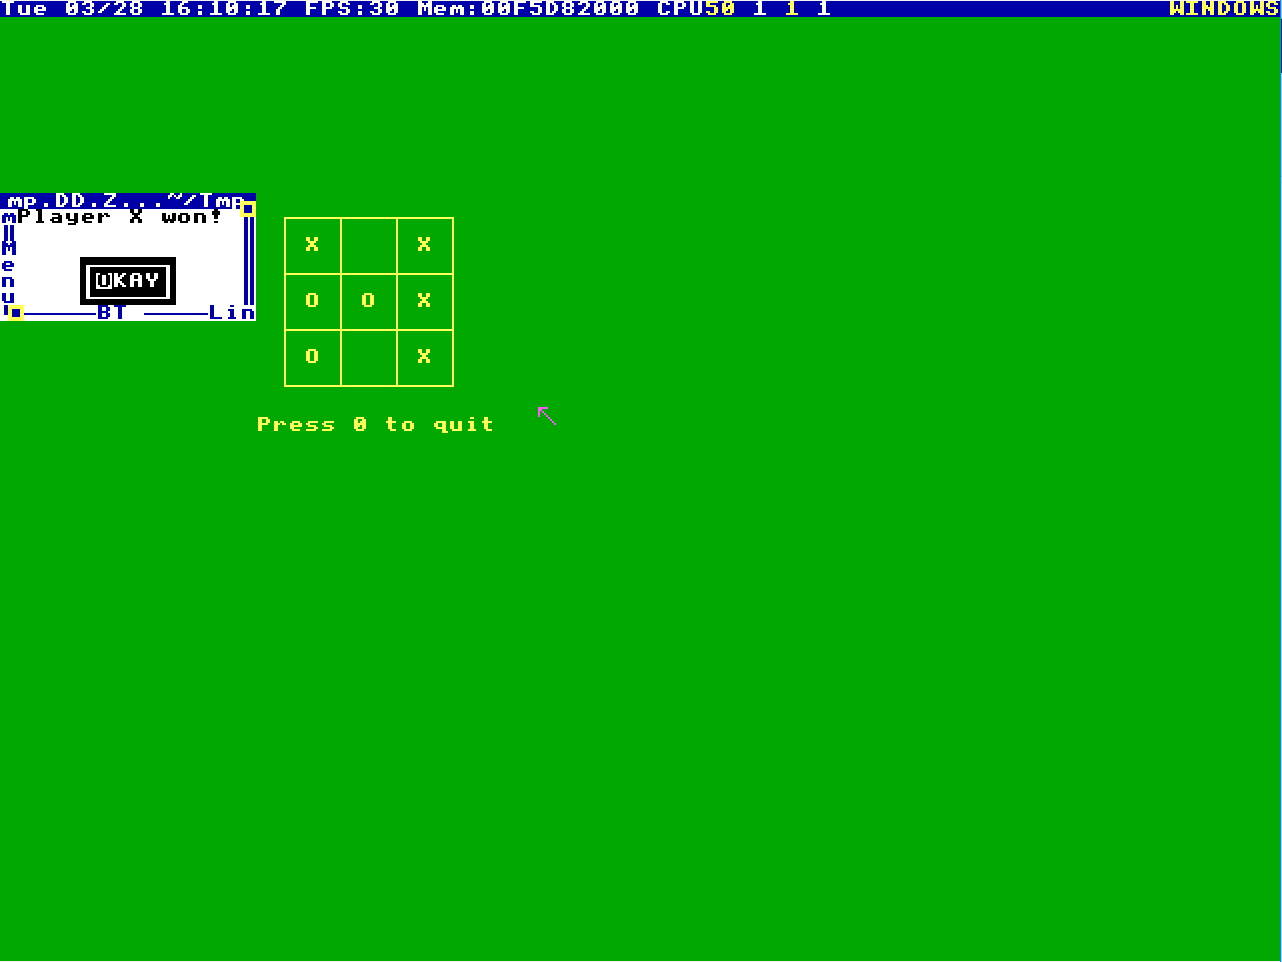 Tue 03/28 16:10:17 FPS:30 Mem:00F5D82000 CPU50 1 1 1 WINDOWS
mp.DD.Z...~/Tmp
Player X won!
Menu
OKAY
BT Lin
X X
O O X
O X
Press 0 to quit